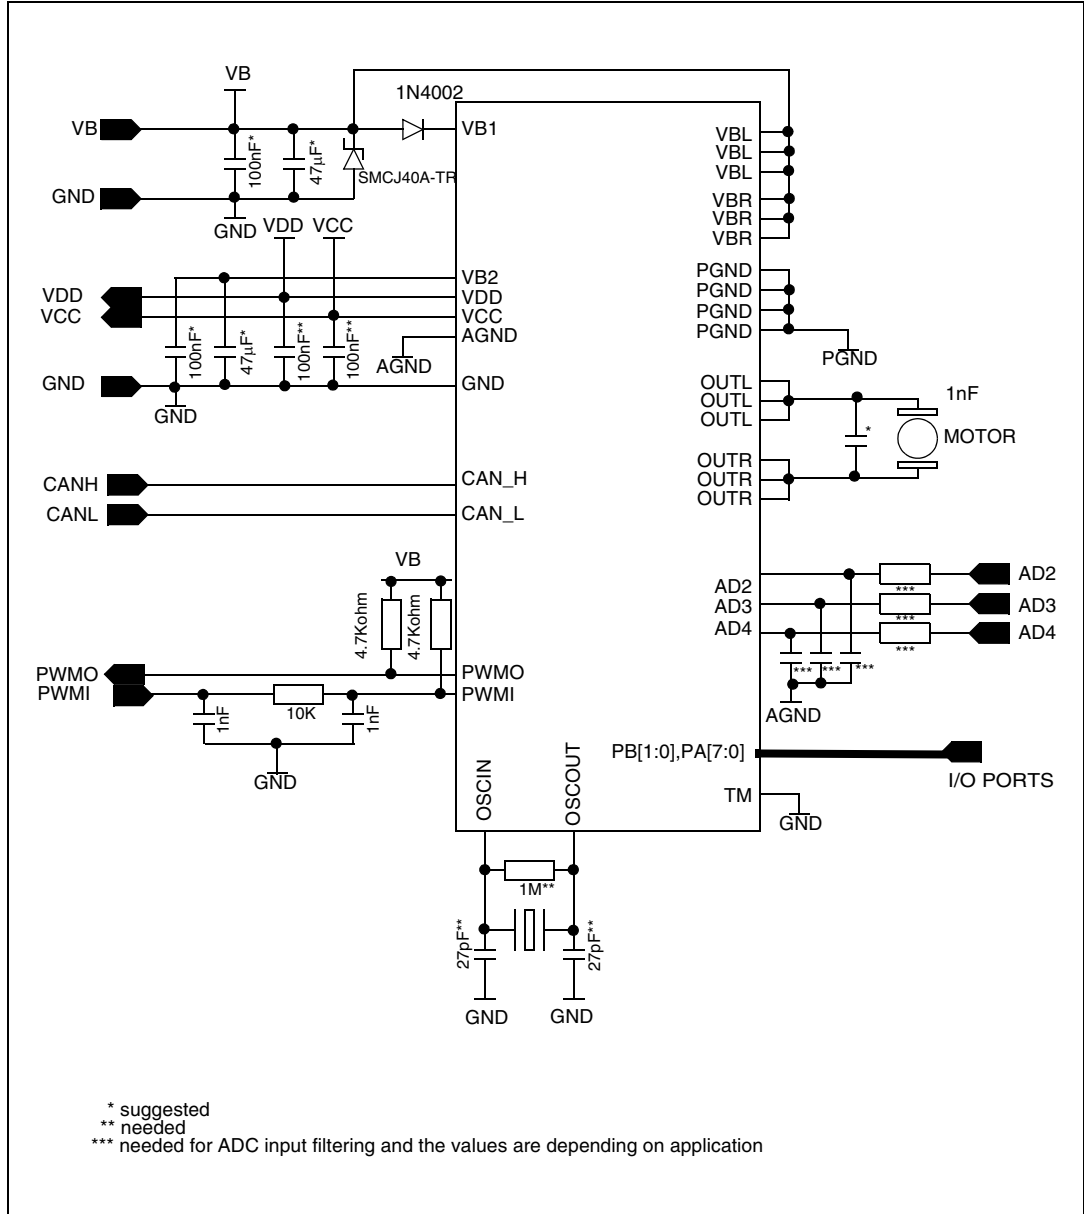 VB
1N4002
VB
VB1
100nF*
47µF*
SMCJ40A-TR
GND
GND
VDD
VCC
VB2
VDD
VDD
VCC
VCC
AGND
AGND
100nF*
47µF*
100nF**
100nF**
GND
GND
GND
CANH
CAN_H
CANL
CAN_L
VB
4.7Kohm
4.7Kohm
PWMO
PWMO
PWMI
PWMI
1nF
10K
1nF
GND
VBL
VBL
VBL
VBR
VBR
VBR
PGND
PGND
PGND
PGND
PGND
OUTL
OUTL
OUTL
1nF
*
MOTOR
OUTR
OUTR
OUTR
AD2
AD2
***
AD3
AD3
***
AD4
AD4
***
***
***
***
AGND
PB[1:0],PA[7:0]
I/O PORTS
TM
GND
OSCIN
OSCOUT
1M**
27pF**
27pF**
GND
GND
* suggested
** needed
*** needed for ADC input filtering and the values are depending on application